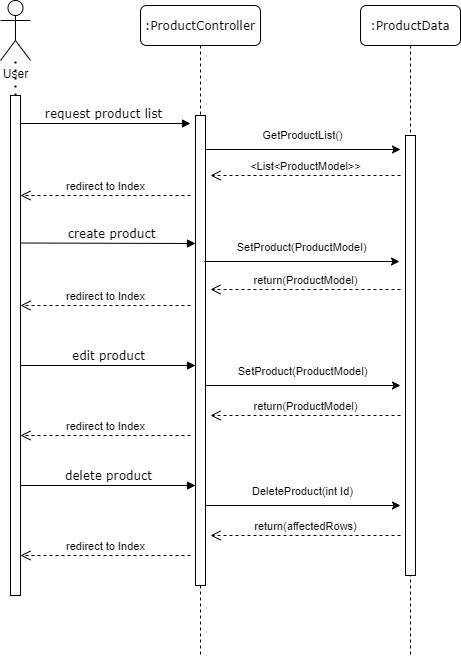 :ProductController
:ProductData
User
request product list
GetProductList()
<List<ProductModel>>
redirect to Index
create product
SetProduct(ProductModel)
return(ProductModel)
redirect to Index
edit product
SetProduct(ProductModel)
return(ProductModel)
redirect to Index
delete product
DeleteProduct(int Id)
return(affectedRows)
redirect to Index